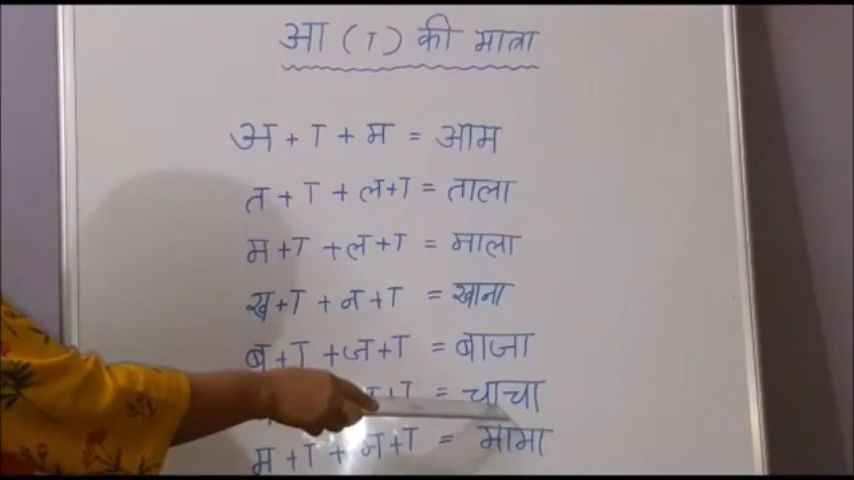 आ (ा) की मात्रा
अ + ा + म = आम
त + ा + ल + ा = ताला
म + ा + ल + ा = माला
ख + ा + न + ा = खाना
ब + ा + ज + ा = बाजा
+ ा = चाचा
म + ा + + ा = मामा